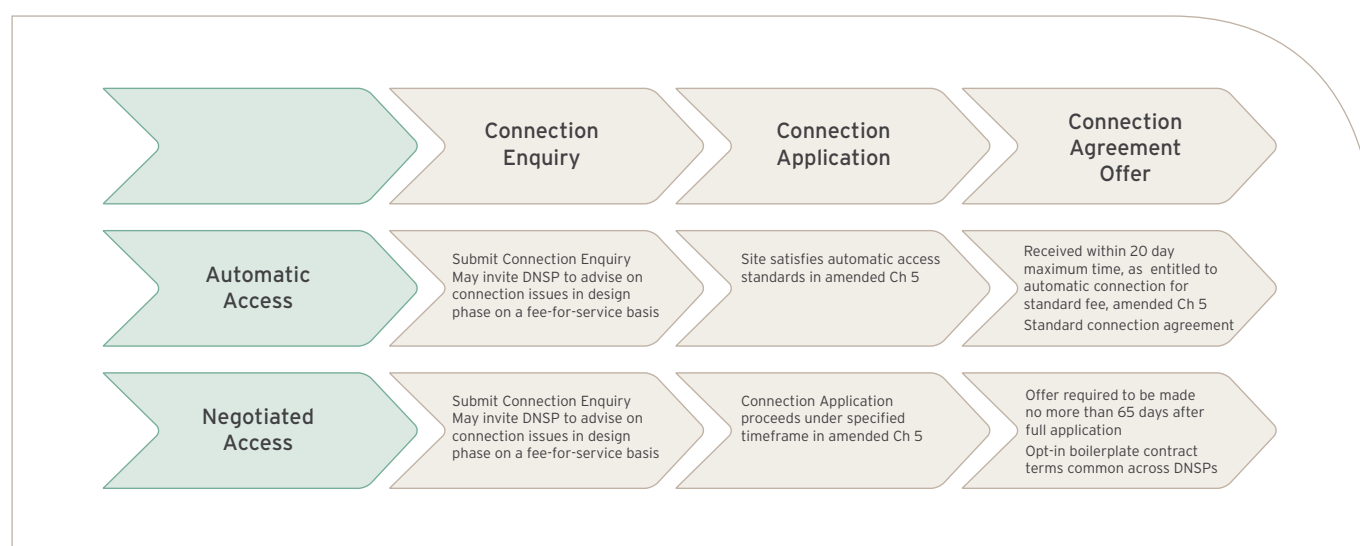 Connection
Enquiry
Connection
Application
Connection
Agreement
Offer
Automatic
Access
Submit Connection Enquiry
May invite DNSP to advise on
connection issues in design
phase on a fee-for-service basis
Site satisfies automatic access
standards in amended Ch 5
Received within 20 day
maximum time, as entitled to
automatic connection for
standard fee, amended Ch 5
Standard connection agreement
Negotiated
Access
Submit Connection Enquiry
May invite DNSP to advise on
connection issues in design
phase on a fee-for-service basis
Connection Application
proceeds under specified
timeframe in amended Ch 5
Offer required to be made
no more than 65 days after
full application
Opt-in boilerplate contract
terms common across DNSPs